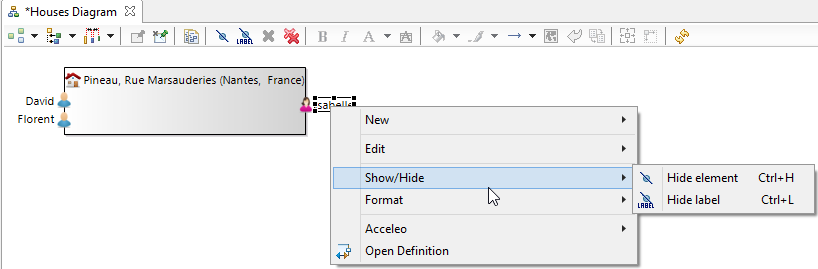 *Houses Diagram
LABEL B I A
Pineau, Rue Marsauderies (Nantes, France)
David
Florent
New
Edit
Show/Hide
Hide element Ctrl+H
LABEL Hide label Ctrl+L
Format
Acceleo
Open Definition